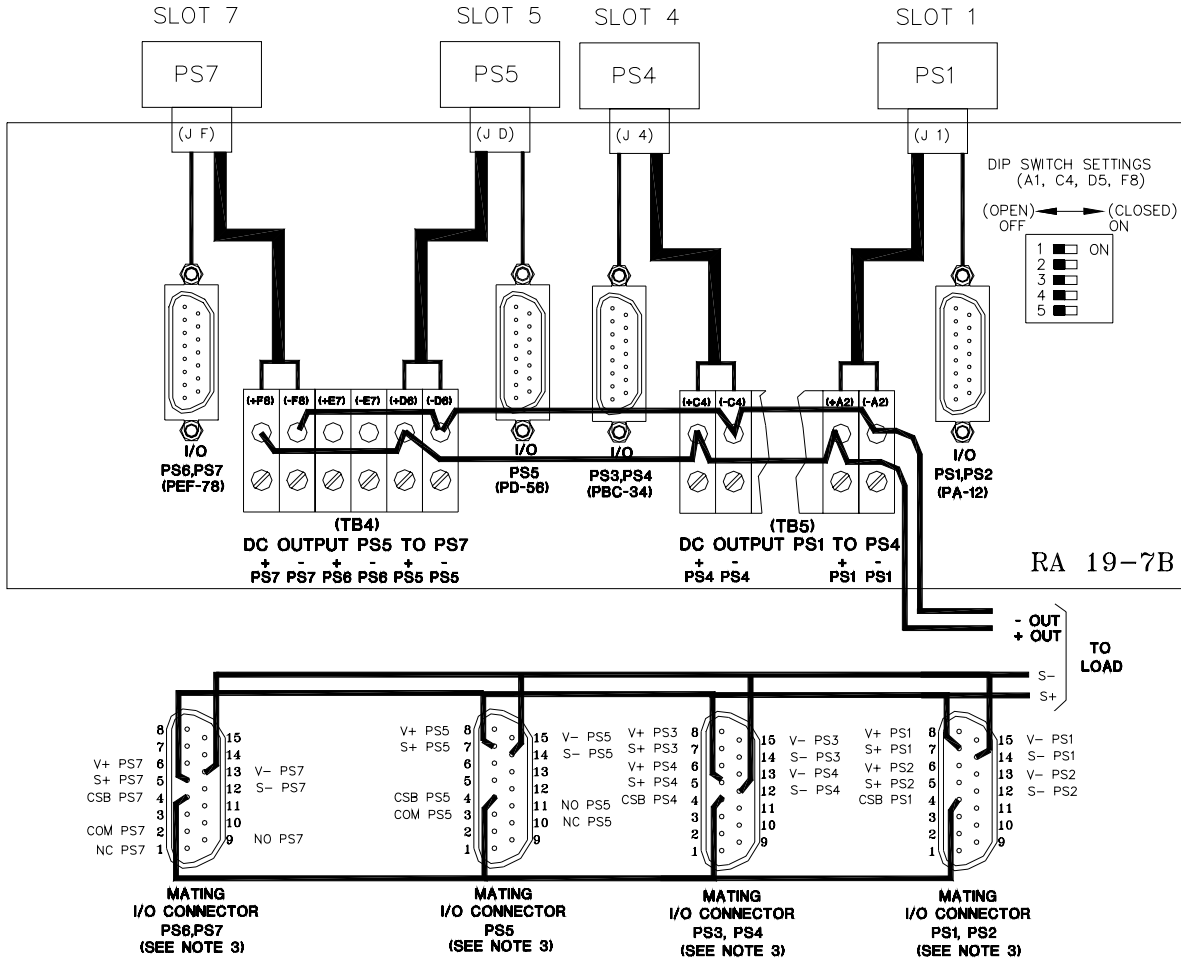 SLOT 7 SLOT 5 SLOT 4 SLOT 1
PS7 PS5 PS4 PS1
(J F) (J D) (J 4) (J 1)
DIP SWITCH SETTINGS
(A1, C4, D5, F8)
(OPEN) (CLOSED)
OFF ON
1 ON
2
3
4
5
(+F8) (-F8) (+E7) (-E7) (+D6) (-D6) (+C4) (-C4) (+A2) (-A2)
I/O
PS6,PS7
(PEF-78)
I/O
PS5
(PD-56)
I/O
PS3,PS4
(PBC-34)
I/O
PS1,PS2
(PA-12)
(TB4)
DC OUTPUT PS5 TO PS7
+ - + - + -
PS7 PS7 PS6 PS6 PS5 PS5
(TB5)
DC OUTPUT PS1 TO PS4
+ - + -
PS4 PS4 PS1 PS1
RA 19-7B
- OUT
+ OUT
TO
LOAD
S-
S+
8
7
6
5
4
3
2
1
15
14
13
12
11
10
9
V+ PS7
S+ PS7
CSB PS7
COM PS7
NC PS7
V- PS7
S- PS7
NO PS7
MATING
I/O CONNECTOR
PS6,PS7
(SEE NOTE 3)
V+ PS5
S+ PS5
CSB PS5
COM PS5
8
7
6
5
4
3
2
1
15
14
13
12
11
10
9
V- PS5
S- PS5
NO PS5
NC PS5
MATING
I/O CONNECTOR
PS5
(SEE NOTE 3)
V+ PS3
S+ PS3
V+ PS4
S+ PS4
CSB PS4
8
7
6
5
4
3
2
1
15
14
13
12
11
10
9
V- PS3
S- PS3
V- PS4
S- PS4
MATING
I/O CONNECTOR
PS3, PS4
(SEE NOTE 3)
V+ PS1
S+ PS1
V+ PS2
S+ PS2
CSB PS1
8
7
6
5
4
3
2
1
15
14
13
12
11
10
9
V- PS1
S- PS1
V- PS2
S- PS2
MATING
I/O CONNECTOR
PS1, PS2
(SEE NOTE 3)